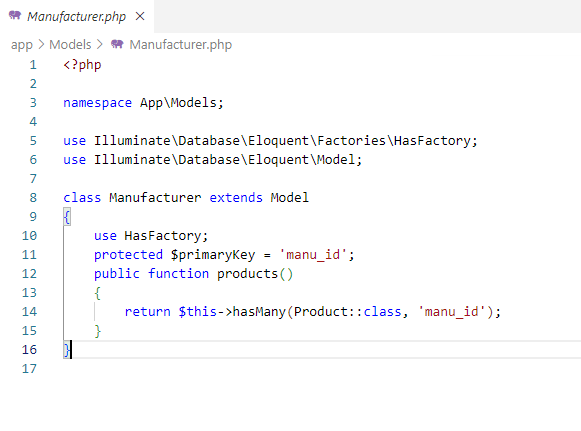 Manufacturer.php ×
app > Models > Manufacturer.php
1 <?php
2
3 namespace App\Models;
4
5 use Illuminate\Database\Eloquent\Factories\HasFactory;
6 use Illuminate\Database\Eloquent\Model;
7
8 class Manufacturer extends Model
9 {
10     use HasFactory;
11     protected $primaryKey = 'manu_id';
12     public function products()
13     {
14         return $this->hasMany(Product::class, 'manu_id');
15     }
16 }
17